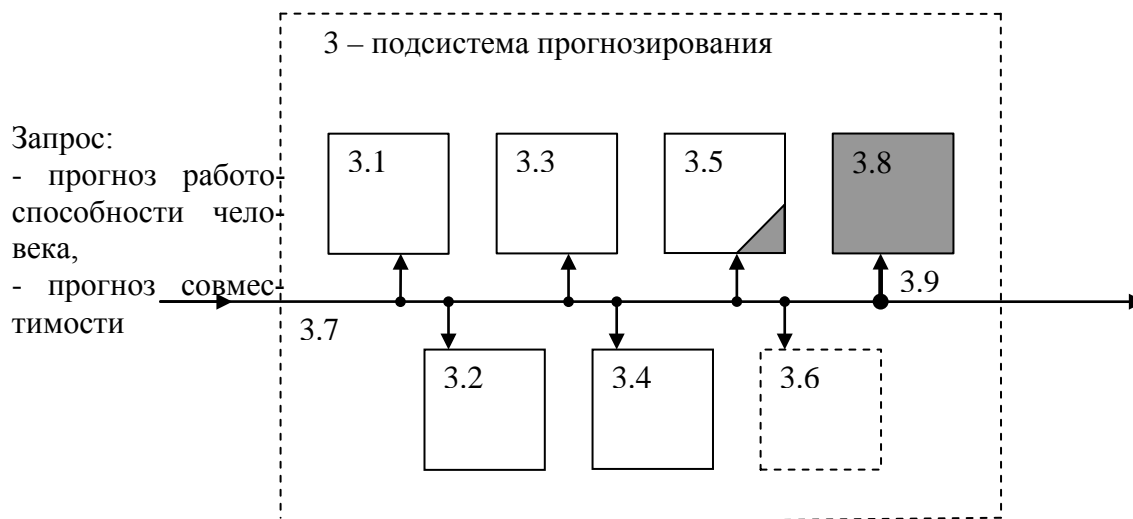 3 – подсистема прогнозирования
Запрос:
- прогноз работо-
способности чело-
века,
- прогноз совмес-
тимости
3.1
3.3
3.5
3.8
3.9
3.7
3.2
3.4
3.6